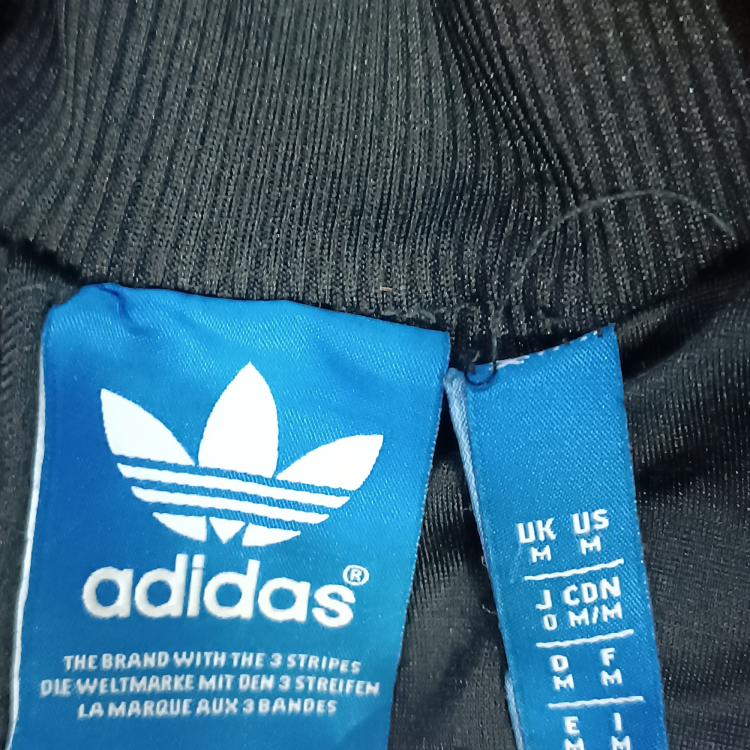 adidas®
THE BRAND WITH THE 3 STRIPES
DIE WELTMARKE MIT DEN 3 STREIFEN
LA MARQUE AUX 3 BANDES
UK US
M M
J CDN
O M/M
D F
M M
E I
M M